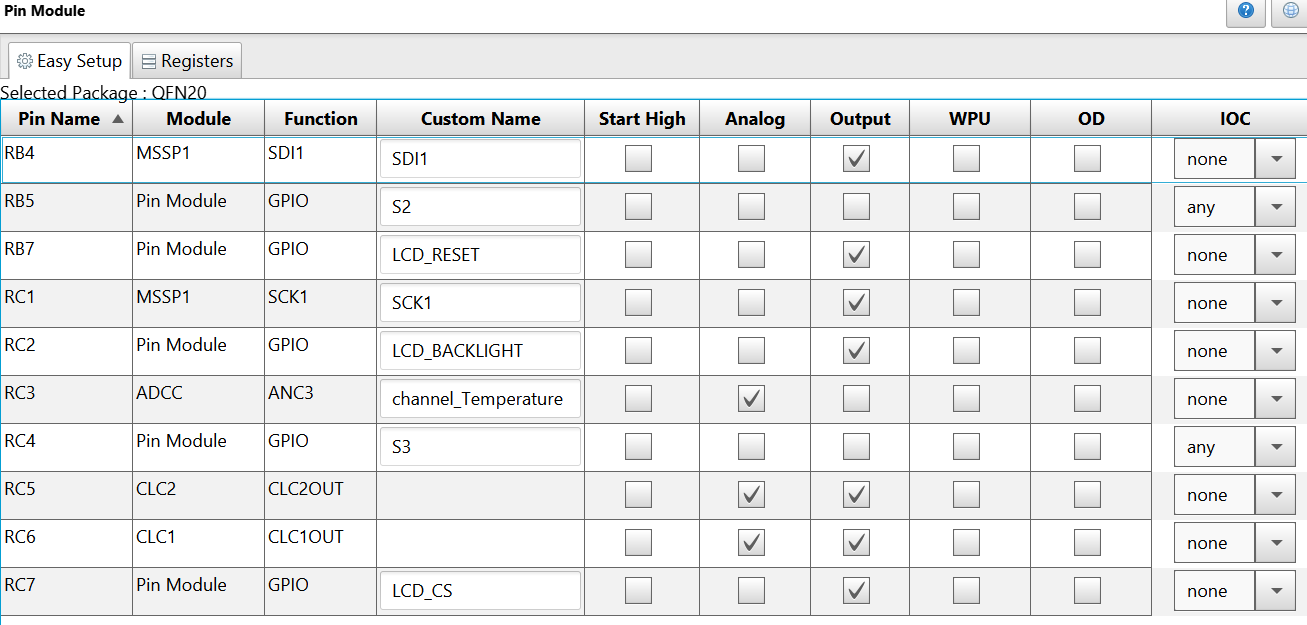 Pin Module
?
Easy Setup Registers
Selected Package : QFN20
Pin Name Module Function Custom Name Start High Analog Output WPU OD IOC
RB4 MSSP1 SDI1 SDI1 none
RB5 Pin Module GPIO S2 any
RB7 Pin Module GPIO LCD_RESET none
RC1 MSSP1 SCK1 SCK1 none
RC2 Pin Module GPIO LCD_BACKLIGHT none
RC3 ADCC ANC3 channel_Temperature none
RC4 Pin Module GPIO S3 any
RC5 CLC2 CLC2OUT none
RC6 CLC1 CLC1OUT none
RC7 Pin Module GPIO LCD_CS none